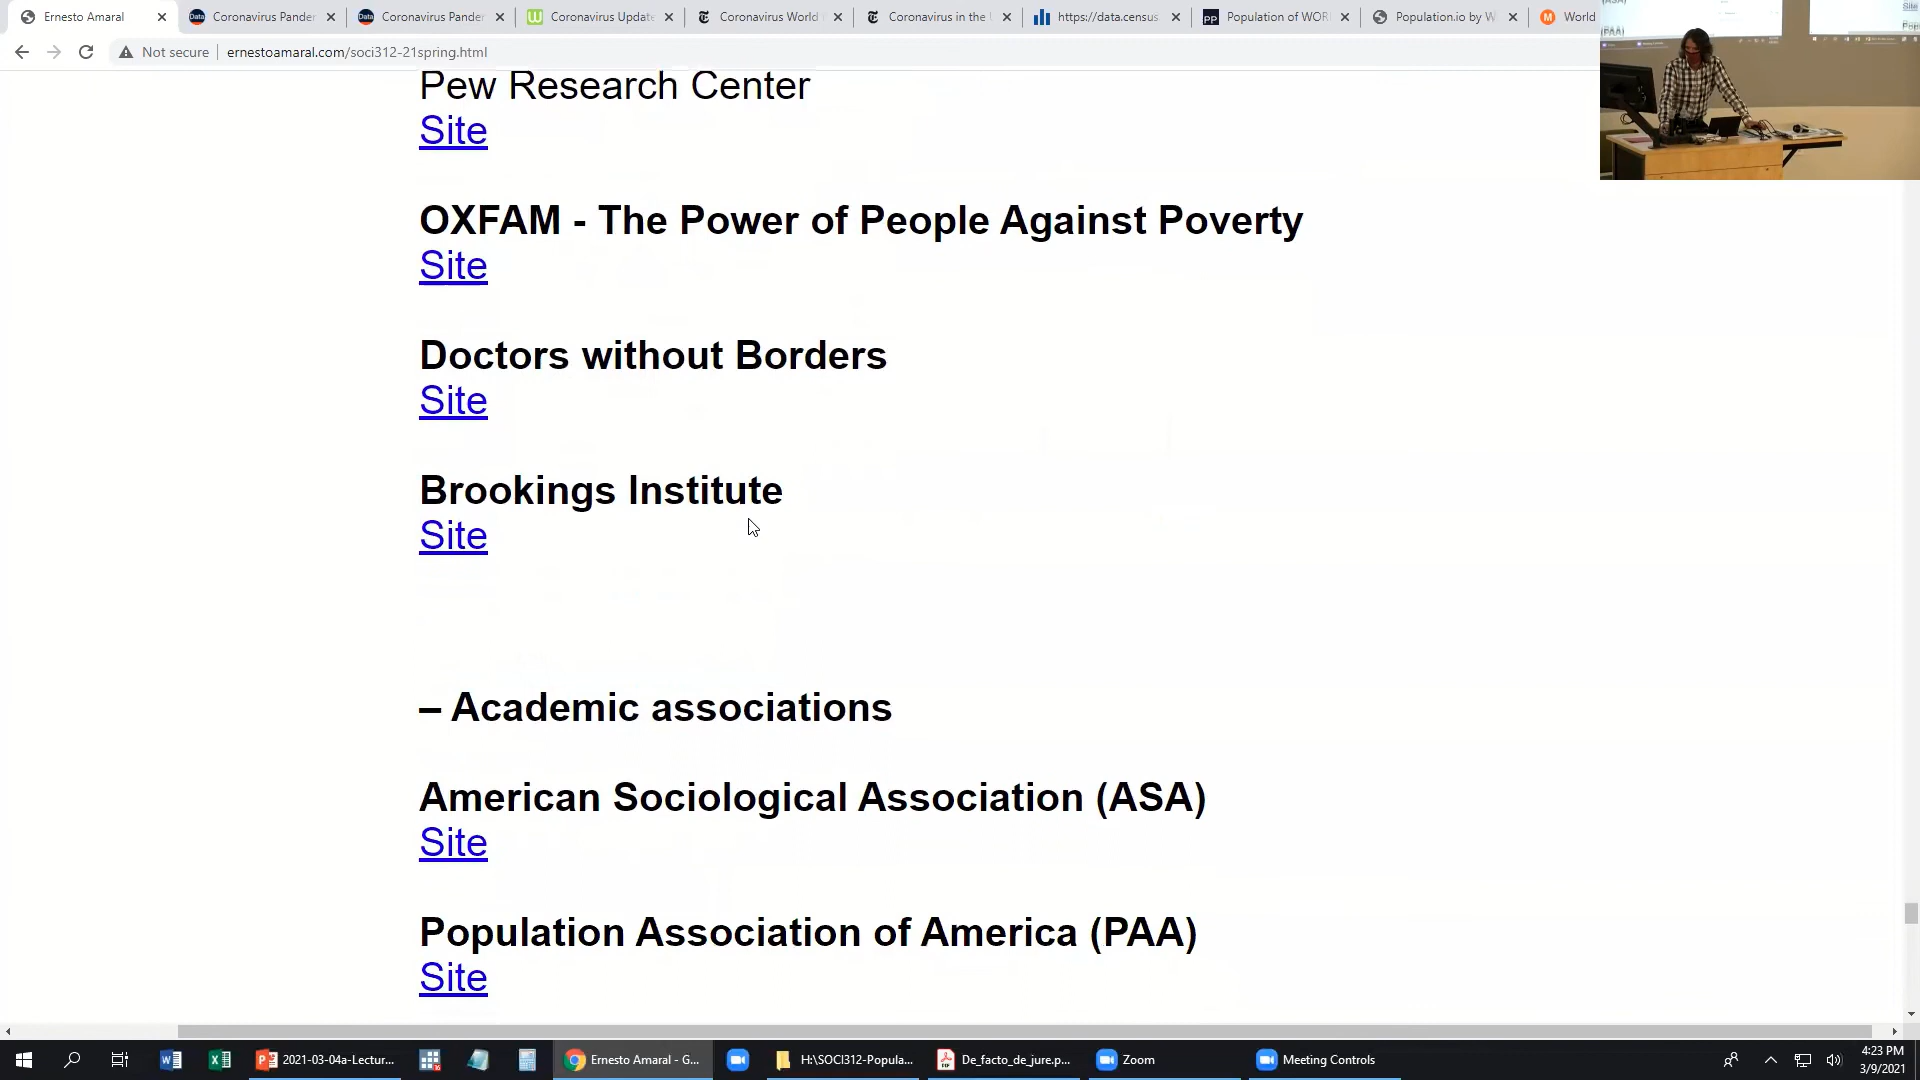 Ernesto Amaral
Coronavirus Pander
Coronavirus Pander
Coronavirus Update
Coronavirus World
Coronavirus in the
https://data.census
Population of WOR
Population.io by W
World
Not secure
ernestoamaral.com/soci312-21spring.html
Pew Research Center
Site
OXFAM - The Power of People Against Poverty
Site
Doctors without Borders
Site
Brookings Institute
Site
– Academic associations
American Sociological Association (ASA)
Site
Population Association of America (PAA)
Site
2021-03-04a-Lectur...
Ernesto Amaral - G...
H:\SOCI312-Popula...
De_facto_de_jure.p...
Zoom
Meeting Controls
4:23 PM
3/9/2021